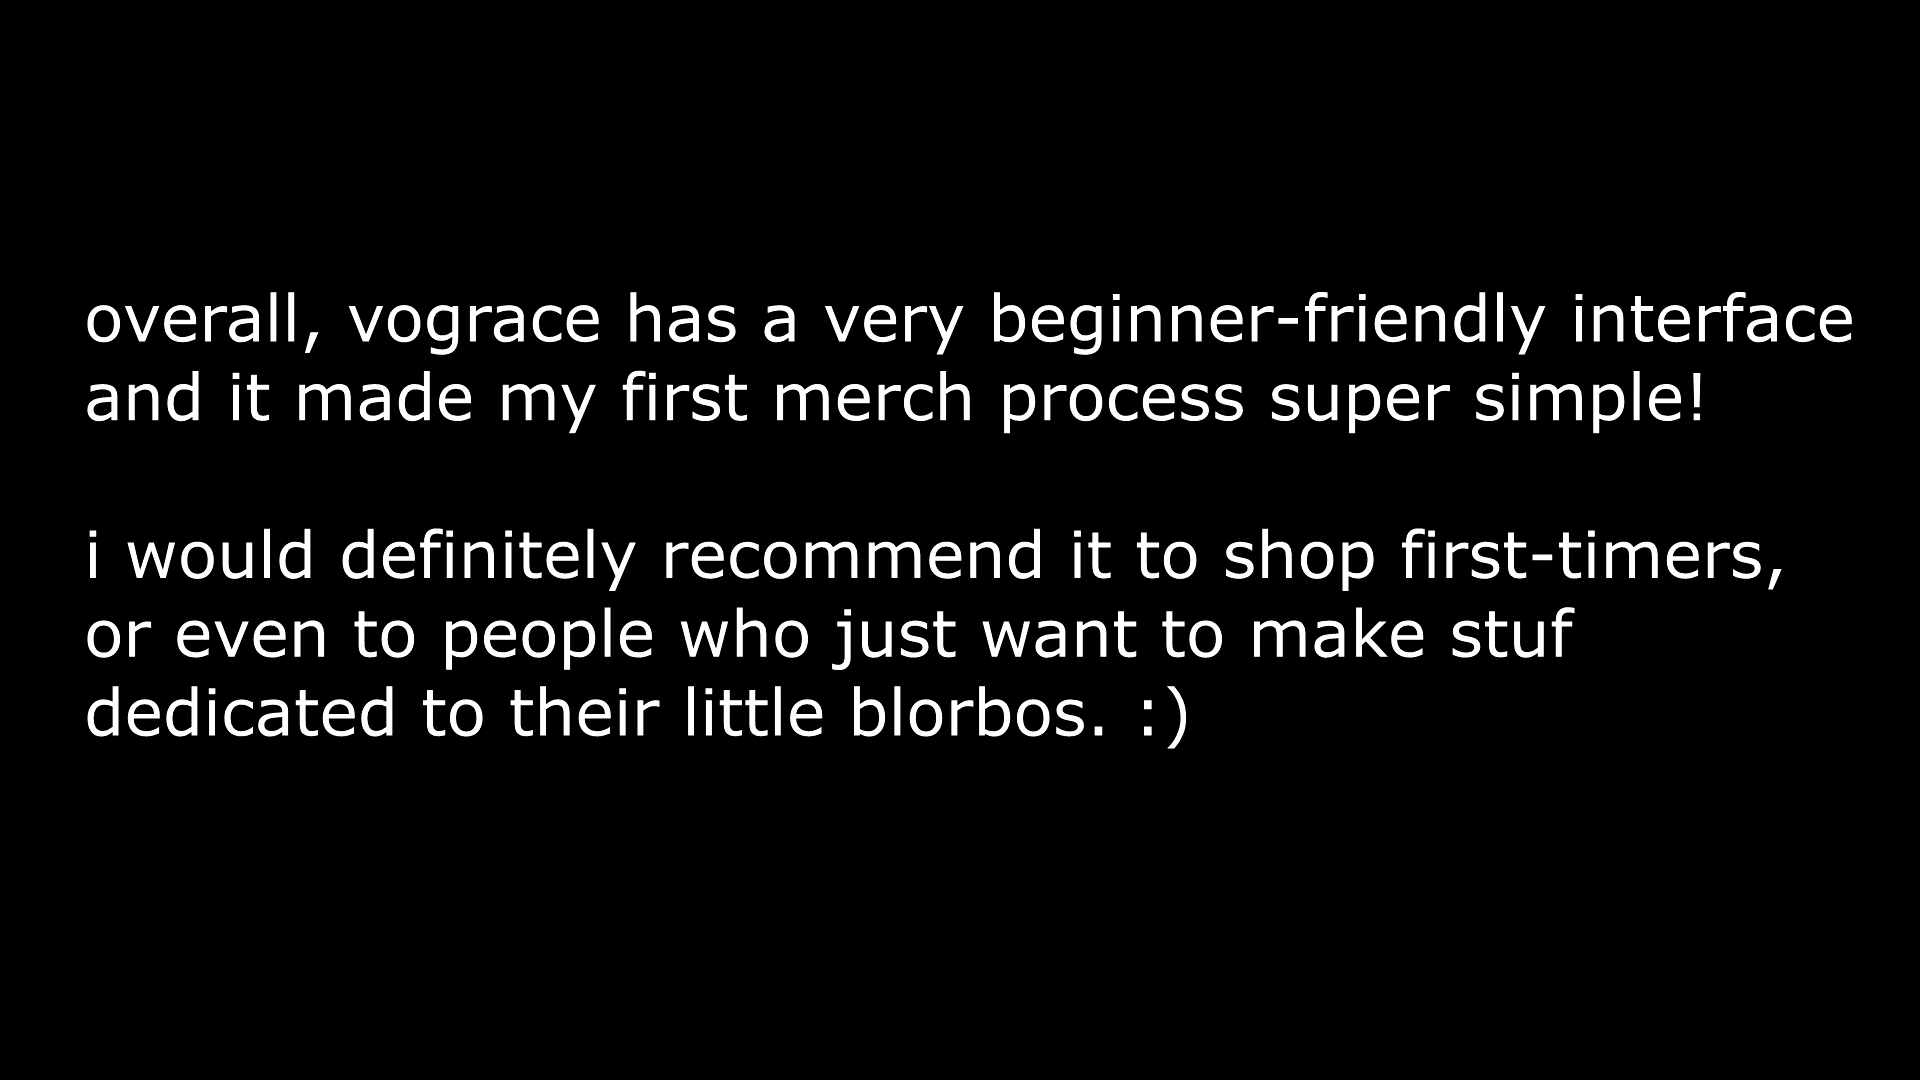 overall, vograce has a very beginner-friendly interface
and it made my first merch process super simple!
i would definitely recommend it to shop first-timers,
or even to people who just want to make stuf
dedicated to their little blorbos. :)